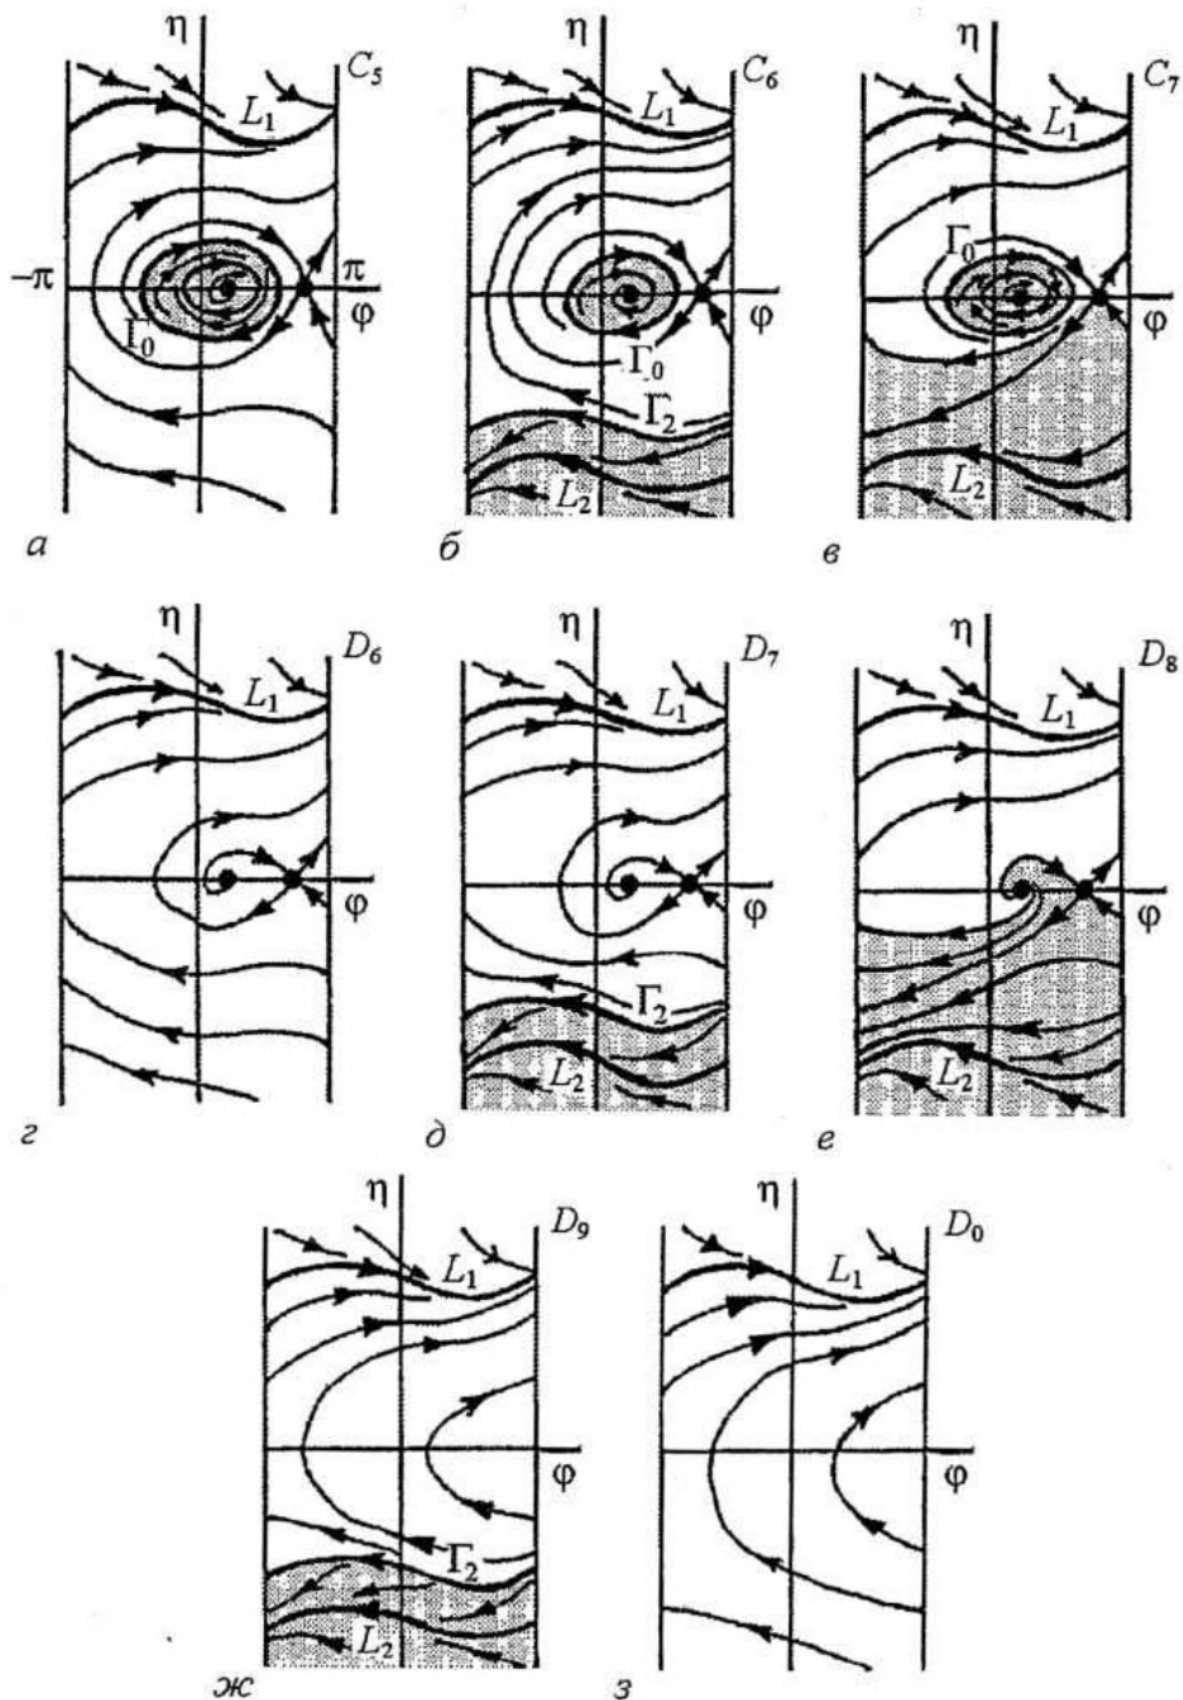 η η η
C₅ C₆ C₇
L₁ L₁ L₁
Γ₀
−π π
φ φ φ
Γ₀ Γ₀
Γ₂
L₂ L₂
а б в
η η η
D₆ D₇ D₈
L₁ L₁ L₁
φ φ φ
Γ₂
L₂ L₂
г д е
η η
D₉ D₀
L₁ L₁
φ φ
Γ₂
L₂
ж з